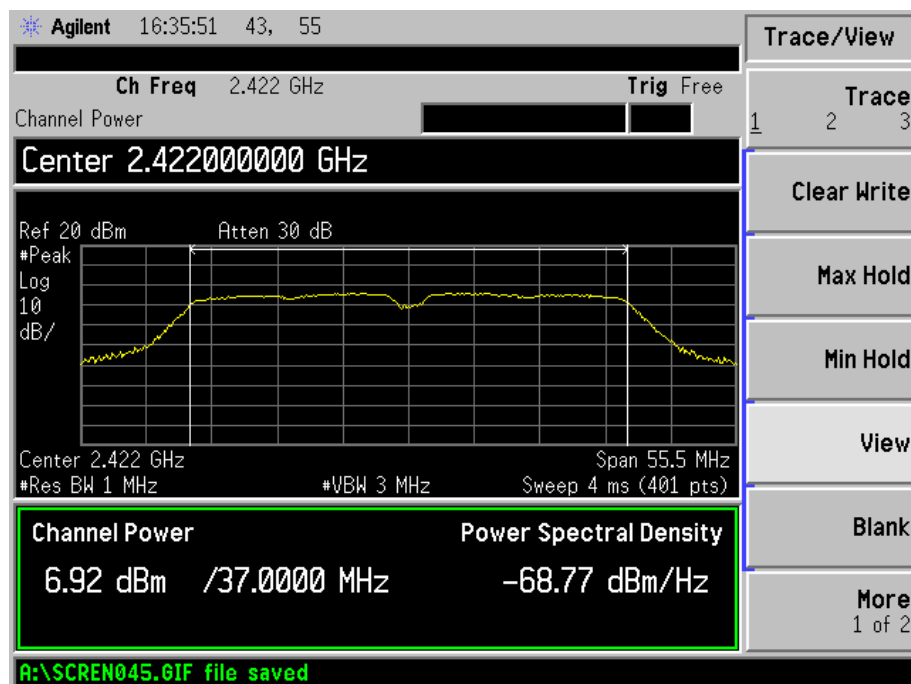 Agilent 16:35:51 43, 55
Trace/View
Ch Freq 2.422 GHz Trig Free
Channel Power
Center 2.422000000 GHz
Ref 20 dBm Atten 30 dB
#Peak
Log
10
dB/
Center 2.422 GHz Span 55.5 MHz
#Res BW 1 MHz #VBW 3 MHz Sweep 4 ms (401 pts)
Channel Power Power Spectral Density
6.92 dBm /37.0000 MHz -68.77 dBm/Hz
A:\SCREN045.GIF file saved
Trace
1 2 3
Clear Write
Max Hold
Min Hold
View
Blank
More
1 of 2